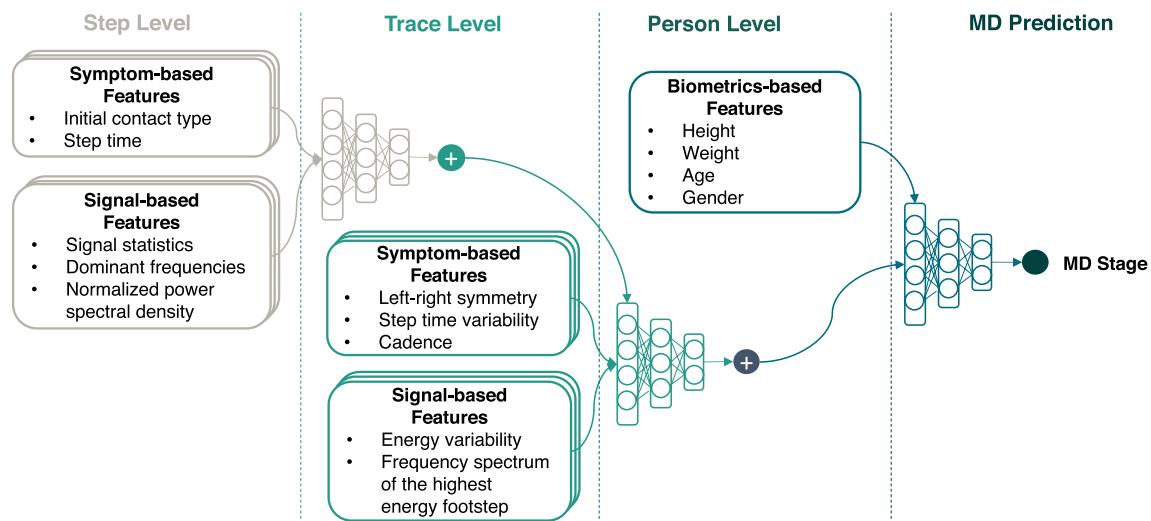 Step Level
Trace Level
Person Level
MD Prediction
Symptom-based
Features
• Initial contact type
• Step time
Signal-based
Features
• Signal statistics
• Dominant frequencies
• Normalized power
spectral density
+
Symptom-based
Features
• Left-right symmetry
• Step time variability
• Cadence
Signal-based
Features
• Energy variability
• Frequency spectrum
of the highest
energy footstep
+
Biometrics-based
Features
• Height
• Weight
• Age
• Gender
MD Stage